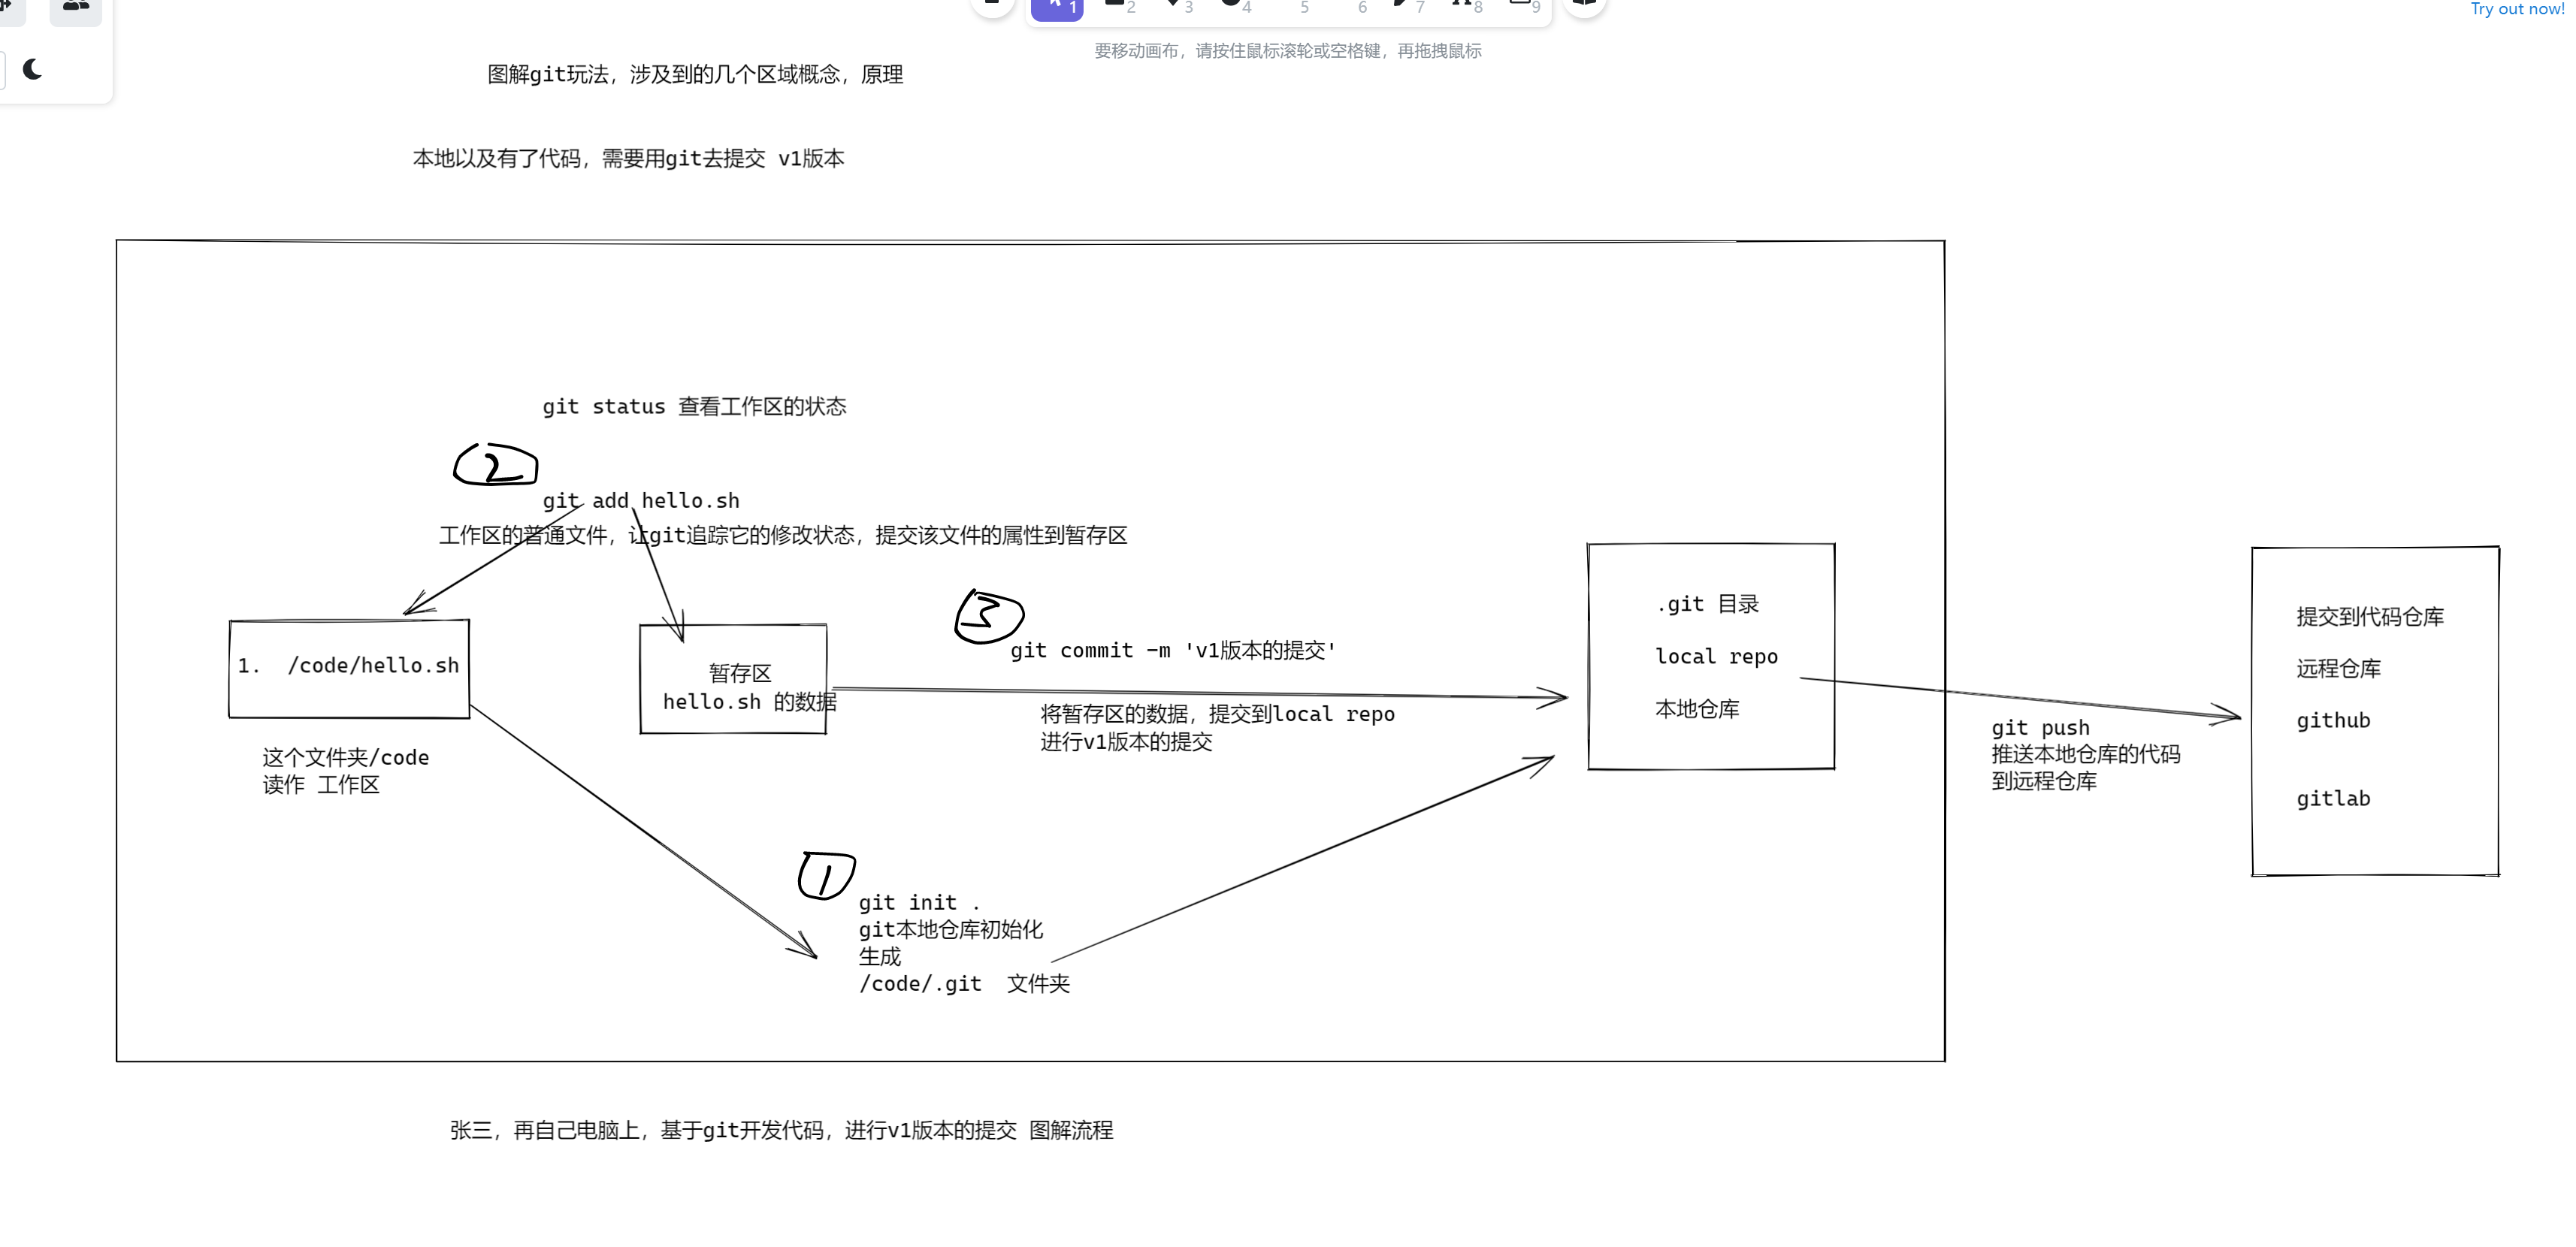 Try out now!
1
2
3
4
5
6
7
8
9
要移动画布，请按住鼠标滚轮或空格键，再拖拽鼠标
图解git玩法，涉及到的几个区域概念，原理
本地以及有了代码，需要用git去提交 v1版本
git status 查看工作区的状态
2
git add hello.sh
工作区的普通文件，让git追踪它的修改状态，提交该文件的属性到暂存区
1. /code/hello.sh
这个文件夹/code
读作 工作区
暂存区
hello.sh 的数据
3
git commit -m 'v1版本的提交'
将暂存区的数据，提交到local repo
进行v1版本的提交
.git 目录
local repo
本地仓库
git push
推送本地仓库的代码
到远程仓库
提交到代码仓库
远程仓库
github
gitlab
1
git init .
git本地仓库初始化
生成
/code/.git 文件夹
张三，再自己电脑上，基于git开发代码，进行v1版本的提交 图解流程